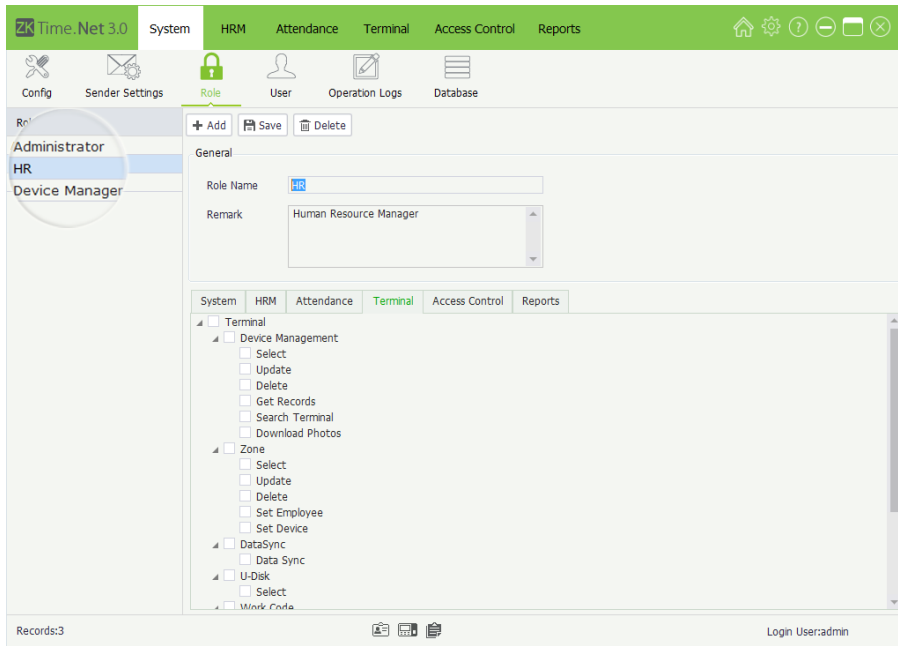 ZK Time.Net 3.0 System HRM Attendance Terminal Access Control Reports
Config Sender Settings Role User Operation Logs Database
Add Save Delete
Administrator
HR
Device Manager
General
Role Name HR
Remark Human Resource Manager
System HRM Attendance Terminal Access Control Reports
Terminal
Device Management
Select
Update
Delete
Get Records
Search Terminal
Download Photos
Zone
Select
Update
Delete
Set Employee
Set Device
DataSync
Data Sync
U-Disk
Select
Work Code
Records:3 Login User:admin